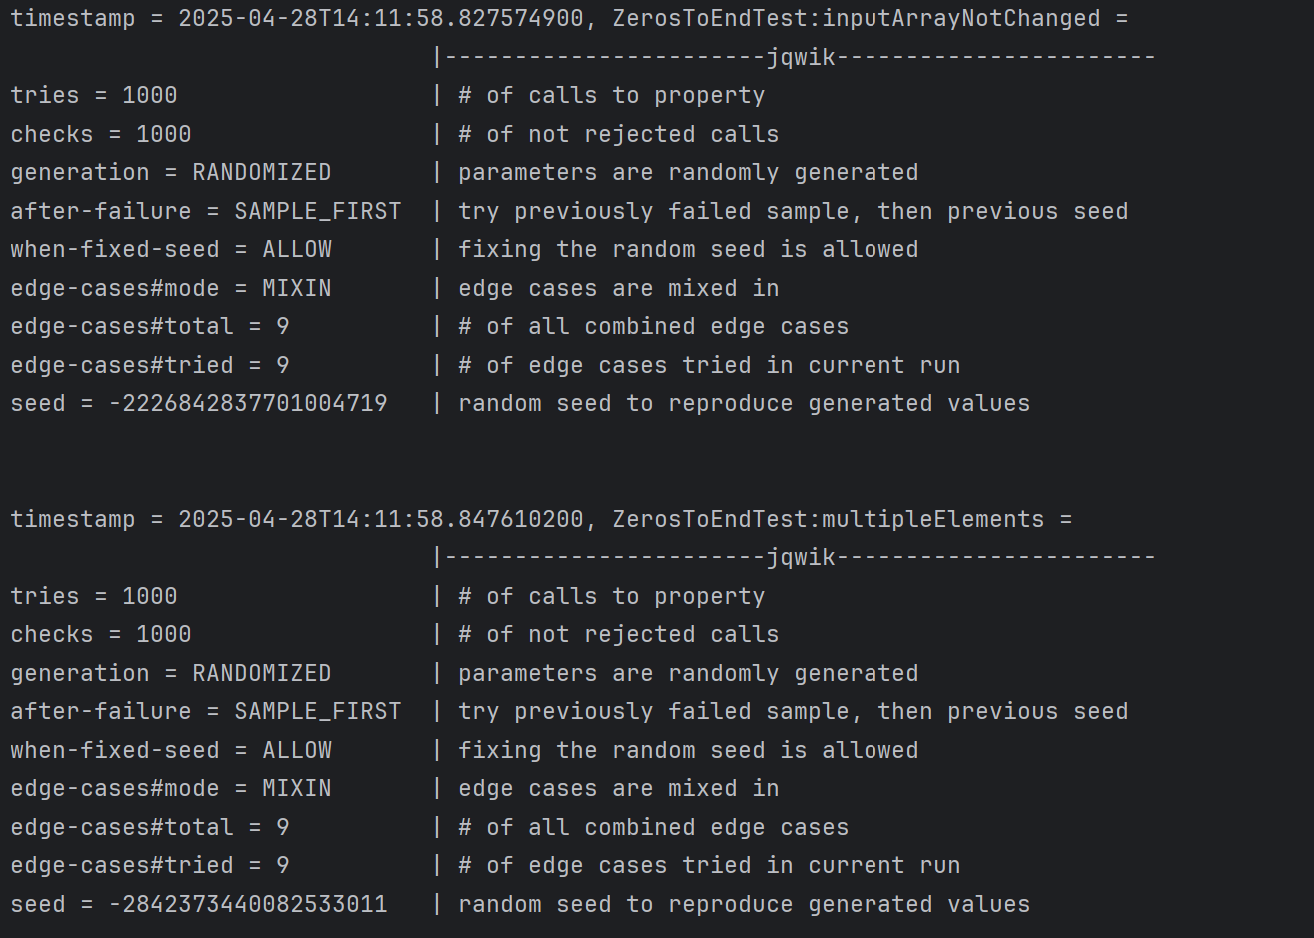 timestamp = 2025-04-28T14:11:58.827574900, ZerosToEndTest:inputArrayNotChanged =
                              |-----------------------jqwik-----------------------
tries = 1000                  | # of calls to property
checks = 1000                 | # of not rejected calls
generation = RANDOMIZED       | parameters are randomly generated
after-failure = SAMPLE_FIRST  | try previously failed sample, then previous seed
when-fixed-seed = ALLOW       | fixing the random seed is allowed
edge-cases#mode = MIXIN       | edge cases are mixed in
edge-cases#total = 9          | # of all combined edge cases
edge-cases#tried = 9          | # of edge cases tried in current run
seed = -2226842837701004719   | random seed to reproduce generated values
timestamp = 2025-04-28T14:11:58.847610200, ZerosToEndTest:multipleElements =
                              |-----------------------jqwik-----------------------
tries = 1000                  | # of calls to property
checks = 1000                 | # of not rejected calls
generation = RANDOMIZED       | parameters are randomly generated
after-failure = SAMPLE_FIRST  | try previously failed sample, then previous seed
when-fixed-seed = ALLOW       | fixing the random seed is allowed
edge-cases#mode = MIXIN       | edge cases are mixed in
edge-cases#total = 9          | # of all combined edge cases
edge-cases#tried = 9          | # of edge cases tried in current run
seed = -2842373440082533011   | random seed to reproduce generated values